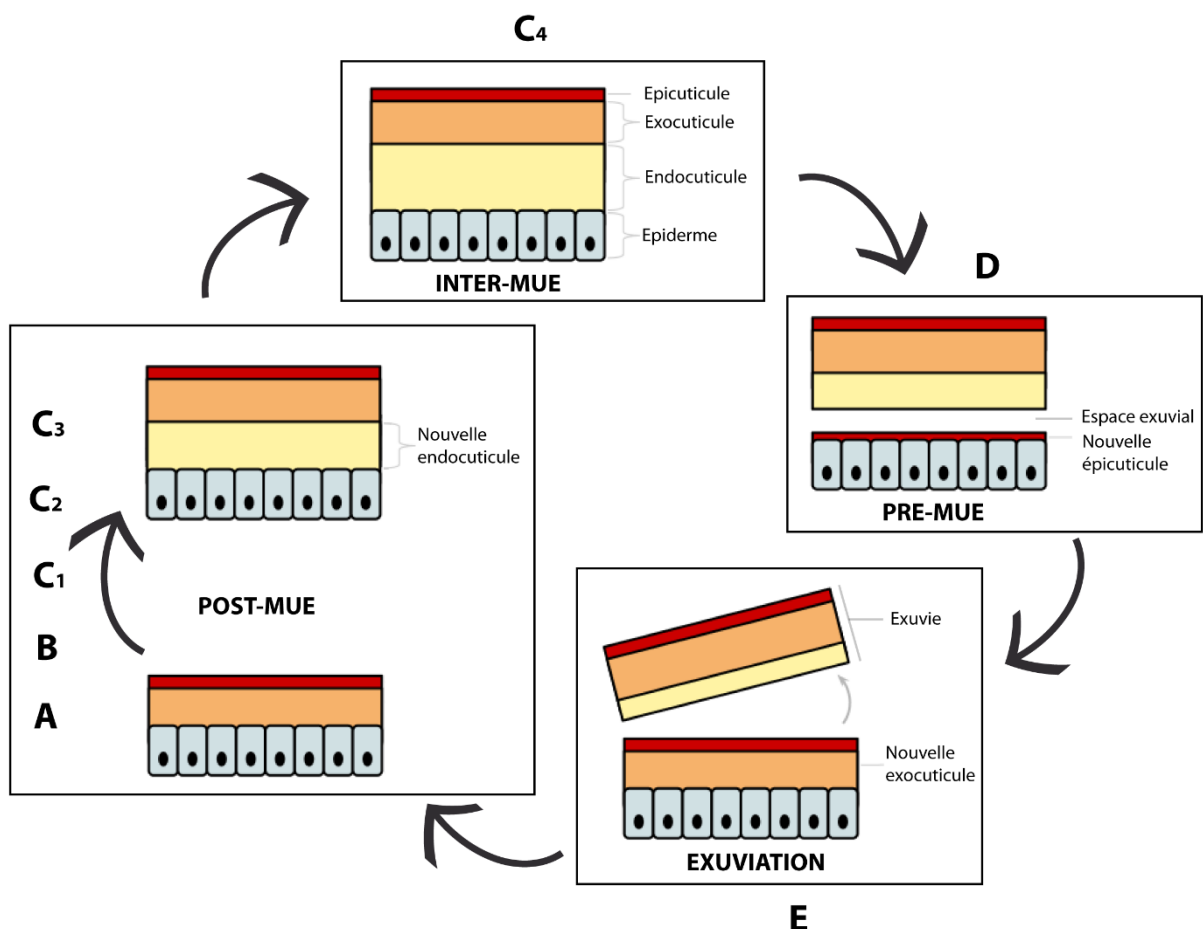 C4
Epicuticule
Exocuticule
Endocuticule
Epiderme
INTER-MUE
D
Espace exuvial
Nouvelle
épicuticule
PRE-MUE
Exuvie
Nouvelle
exocuticule
EXUVIATION
E
C3
Nouvelle
endocuticule
C2
C1
POST-MUE
B
A